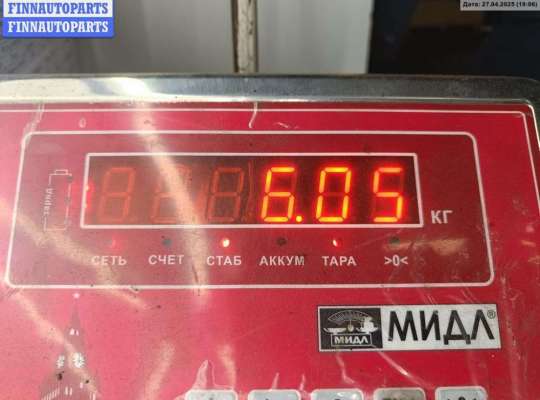 FINNAUTOPARTS
FINNAUTOPARTS
Дата: 27.04.2025 (19:06)
заряд
6.05 КГ
СЕТЬ СЧЕТ СТАБ АККУМ ТАРА >0<
МИДЛ МИДЛ®